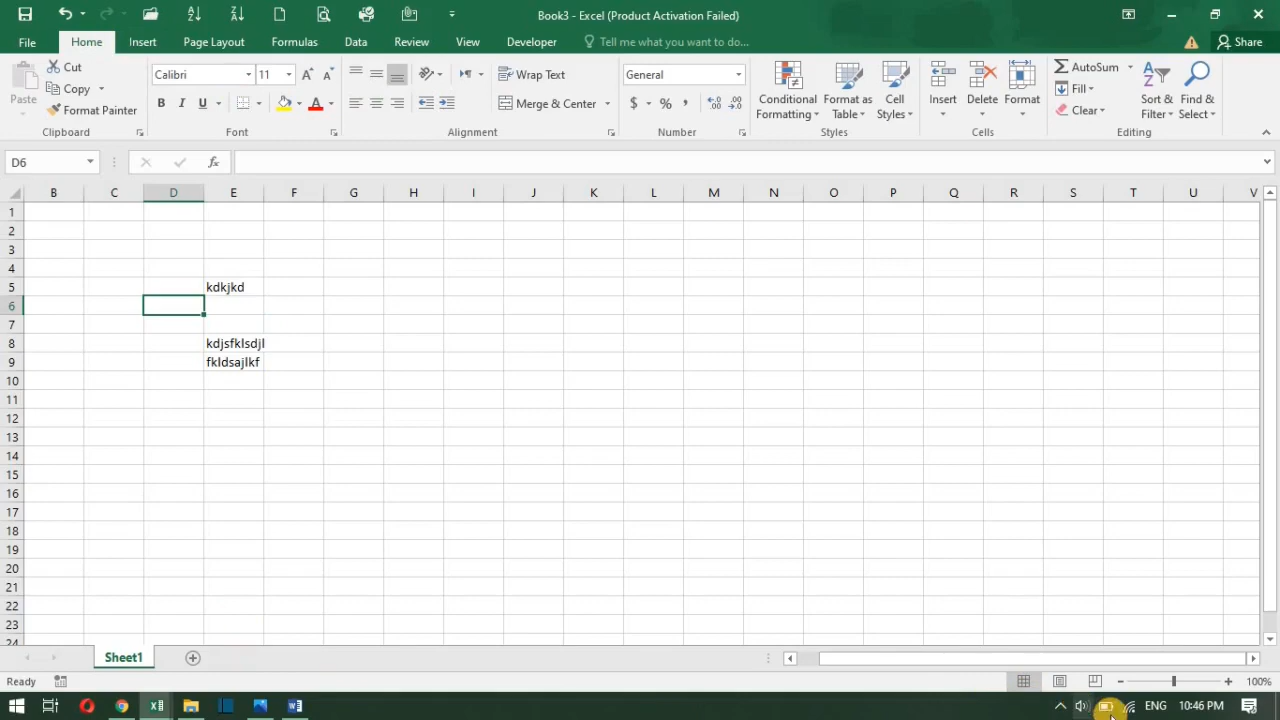 Book3 - Excel (Product Activation Failed)
File Home Insert Page Layout Formulas Data Review View Developer Tell me what you want to do... Share
Paste
Cut
Copy
Format Painter
Clipboard
Calibri 11
B I U
Font
Wrap Text
Merge & Center
Alignment
General
$ % ,
Number
Conditional Formatting
Format as Table
Cell Styles
Styles
Insert
Delete
Format
Cells
AutoSum
Fill
Clear
Sort & Filter
Find & Select
Editing
D6
fx
B C D E F G H I J K L M N O P Q R S T U V
1
2
3
4
5 kdkjkd
6
7
8 kdjsfklsdjl
9 fkldsajlkf
10
11
12
13
14
15
16
17
18
19
20
21
22
23
24
Sheet1
Ready
100%
ENG 10:46 PM